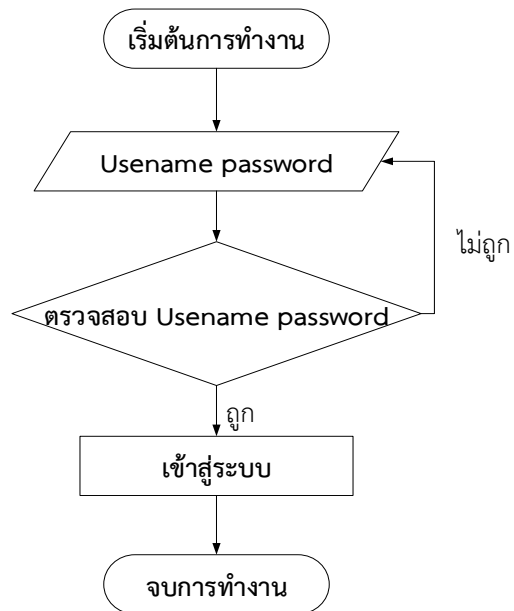 เริ่มต้นการทำงาน
Usename password
ไม่ถูก
ตรวจสอบ Usename password
ถูก
เข้าสู่ระบบ
จบการทำงาน